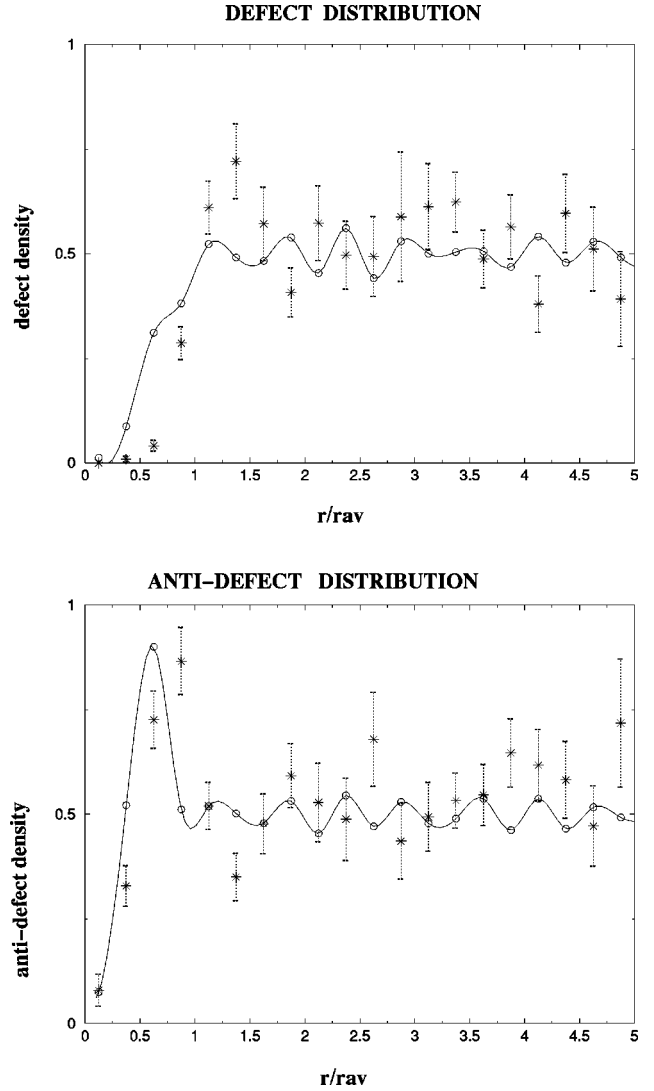 DEFECT DISTRIBUTION
1
0.5
0
defect density
0 0.5 1 1.5 2 2.5 3 3.5 4 4.5 5
r/rav
ANTI-DEFECT DISTRIBUTION
1
0.5
0
anti-defect density
0 0.5 1 1.5 2 2.5 3 3.5 4 4.5 5
r/rav